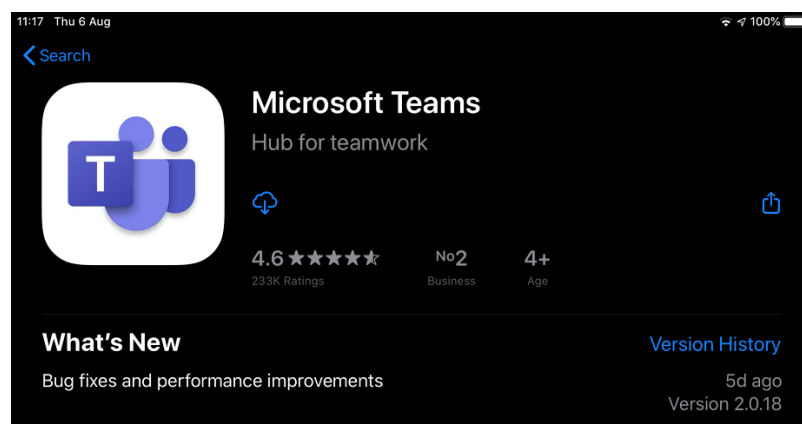 11:17 Thu 6 Aug 100%
Search
Microsoft Teams
Hub for teamwork
T
4.6 No2 4+
233K Ratings Business Age
What's New Version History
Bug fixes and performance improvements 5d ago
Version 2.0.18